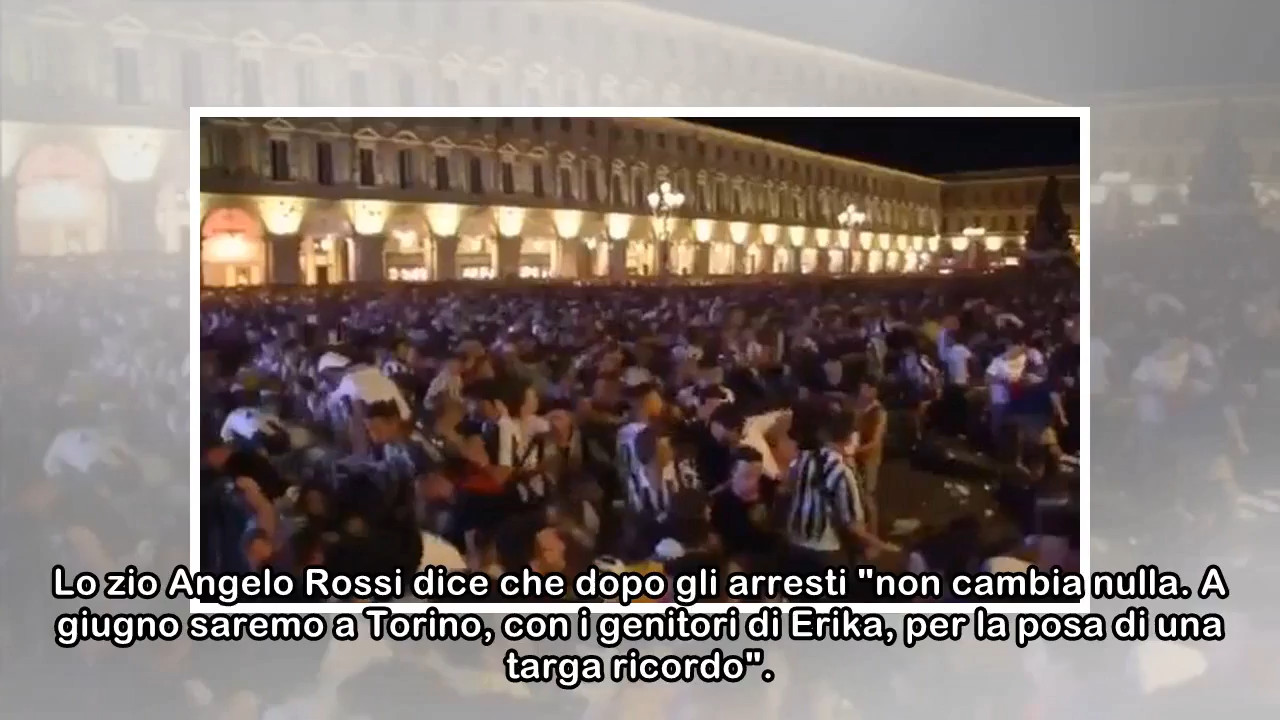 Lo zio Angelo Rossi dice che dopo gli arresti "non cambia nulla. A
giugno saremo a Torino, con i genitori di Erika, per la posa di una
targa ricordo".